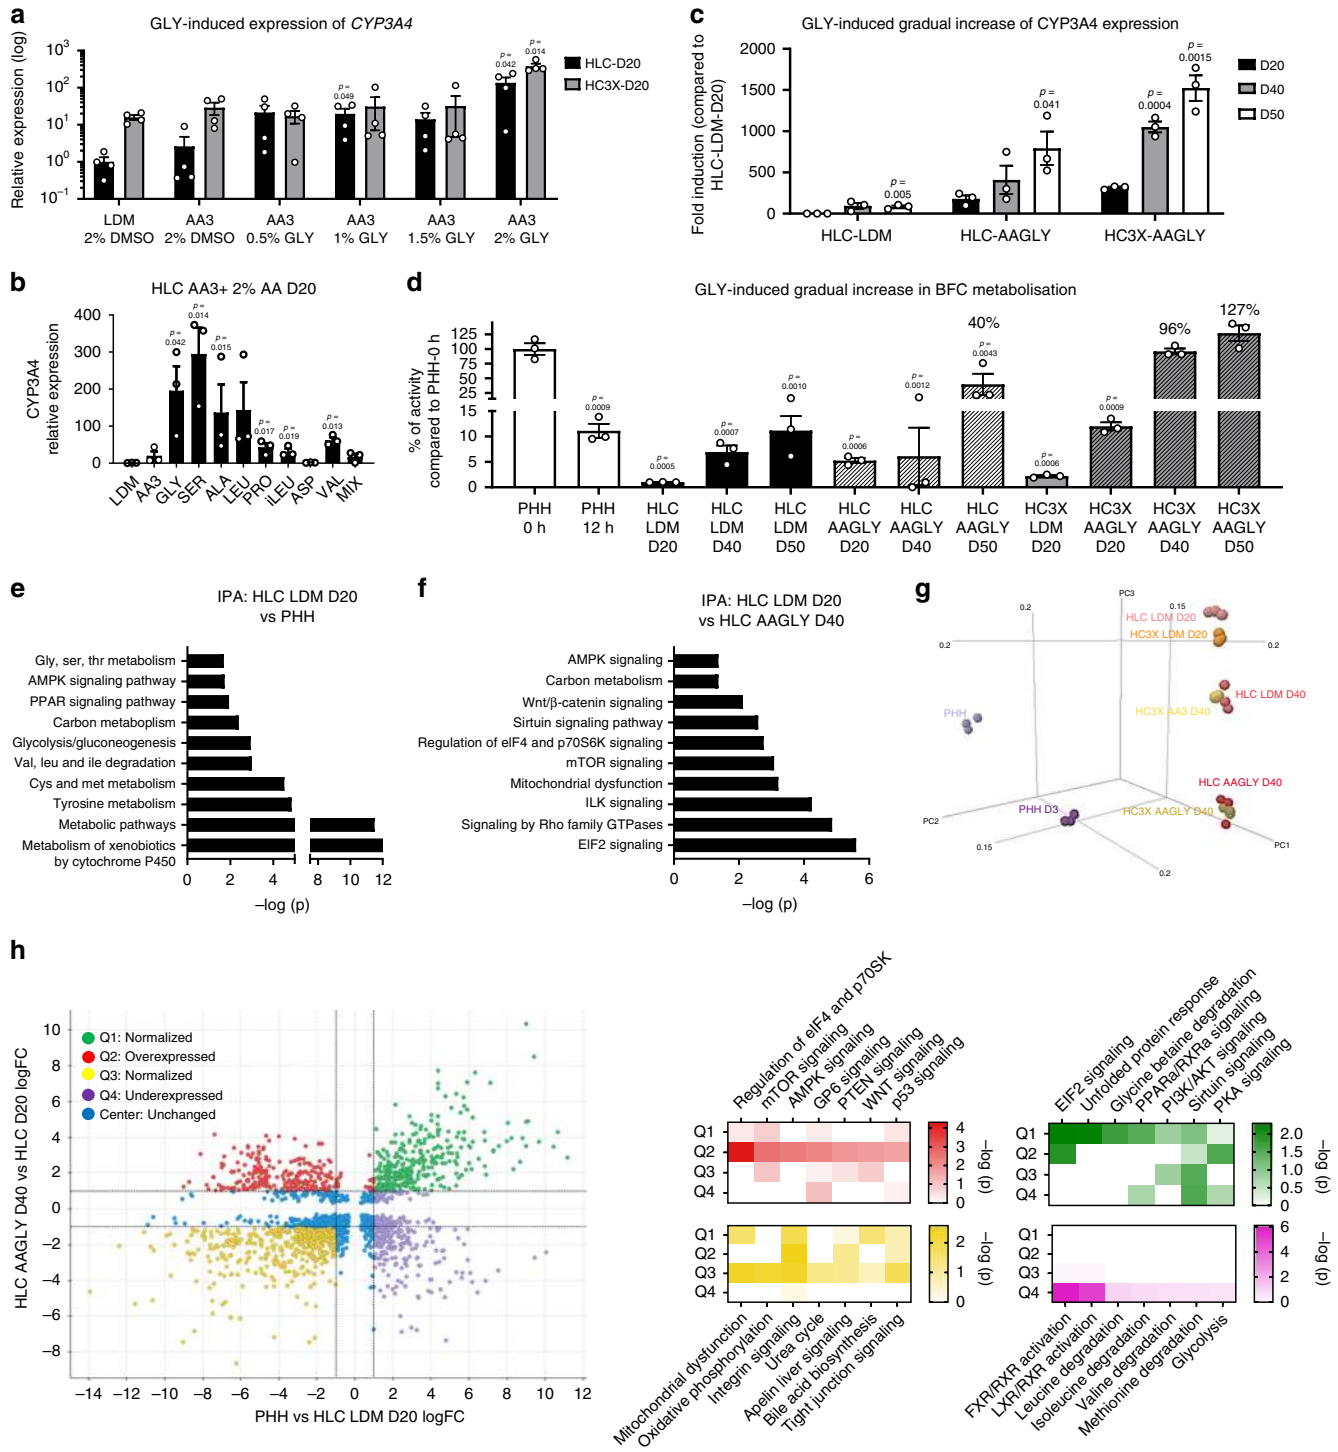 a
GLY-induced expression of CYP3A4
Relative expression (log)
10³
10²
10¹
10⁰
10⁻¹
p = 0.049
p = 0.042
p = 0.014
HLC-D20
HC3X-D20
LDM 2% DMSO
AA3 2% DMSO
AA3 0.5% GLY
AA3 1% GLY
AA3 1.5% GLY
AA3 2% GLY
c
GLY-induced gradual increase of CYP3A4 expression
Fold induction (compared to HLC-LDM-D20)
2000
1500
1000
500
0
p = 0.005
p = 0.041
p = 0.0004
p = 0.0015
D20
D40
D50
HLC-LDM
HLC-AAGLY
HC3X-AAGLY
b
HLC AA3+ 2% AA D20
CYP3A4 relative expression
400
300
200
100
0
p = 0.042
p = 0.014
p = 0.015
p = 0.017
p = 0.019
p = 0.013
LDM
AA3
GLY
SER
ALA
LEU
PRO
iLEU
ASP
VAL
MIX
d
GLY-induced gradual increase in BFC metabolisation
% of activity compared to PHH-0 h
125
100
75
50
25
15
10
5
0
p = 0.0009
p = 0.0005
p = 0.0007
p = 0.0010
p = 0.0006
p = 0.0012
40%
p = 0.0043
p = 0.0006
p = 0.0009
96%
127%
PHH 0 h
PHH 12 h
HLC LDM D20
HLC LDM D40
HLC LDM D50
HLC AAGLY D20
HLC AAGLY D40
HLC AAGLY D50
HC3X LDM D20
HC3X AAGLY D20
HC3X AAGLY D40
HC3X AAGLY D50
e
IPA: HLC LDM D20
vs PHH
Gly, ser, thr metabolism
AMPK signaling pathway
PPAR signaling pathway
Carbon metaboplism
Glycolysis/gluconeogenesis
Val, leu and ile degradation
Cys and met metabolism
Tyrosine metabolism
Metabolic pathways
Metabolism of xenobiotics
by cytochrome P450
0 2 4 8 10 12
–log (p)
f
IPA: HLC LDM D20
vs HLC AAGLY D40
AMPK signaling
Carbon metabolism
Wnt/β-catenin signaling
Sirtuin signaling pathway
Regulation of elF4 and p70S6K signaling
mTOR signaling
Mitochondrial dysfunction
ILK signaling
Signaling by Rho family GTPases
EIF2 signaling
0 2 4 6
–log (p)
g
PC3
0.2
0.15
HLC LDM D20
HC3X LDM D20
0.2
0.2
HLC LDM D40
HC3X AA3 D40
PHH
HLC AAGLY D40
PHH D3
HC3X AAGLY D40
PC2
PC1
0.15
0.2
h
HLC AAGLY D40 vs HLC D20 logFC
10
8
6
4
2
0
–2
–4
–6
–8
Q1: Normalized
Q2: Overexpressed
Q3: Normalized
Q4: Underexpressed
Center: Unchanged
–14 –12 –10 –8 –6 –4 –2 0 2 4 6 8 10 12
PHH vs HLC LDM D20 logFC
Regulation of eIF4 and p70SK
mTOR signaling
AMPK signaling
GP6 signaling
PTEN signaling
WNT signaling
p53 signaling
Q1
Q2
Q3
Q4
4
3
2
1
0
–log (p)
EIF2 signaling
Unfolded protein response
Glycine betaine degradation
PPARa/RXRa signaling
PI3K/AKT signaling
Sirtuin signaling
PKA signaling
Q1
Q2
Q3
Q4
2.0
1.5
1.0
0.5
0
–log (p)
Q1
Q2
Q3
Q4
2
1
0
–log (p)
Mitochondrial dysfunction
Oxidative phosphorylation
Integrin signaling
Urea cycle
Apelin liver signaling
Bile acid biosynthesis
Tight junction signaling
Q1
Q2
Q3
Q4
6
4
2
0
–log (p)
FXR/RXR activation
LXR/RXR activation
Leucine degradation
Isoleucine degradation
Valine degradation
Methionine degradation
Glycolysis